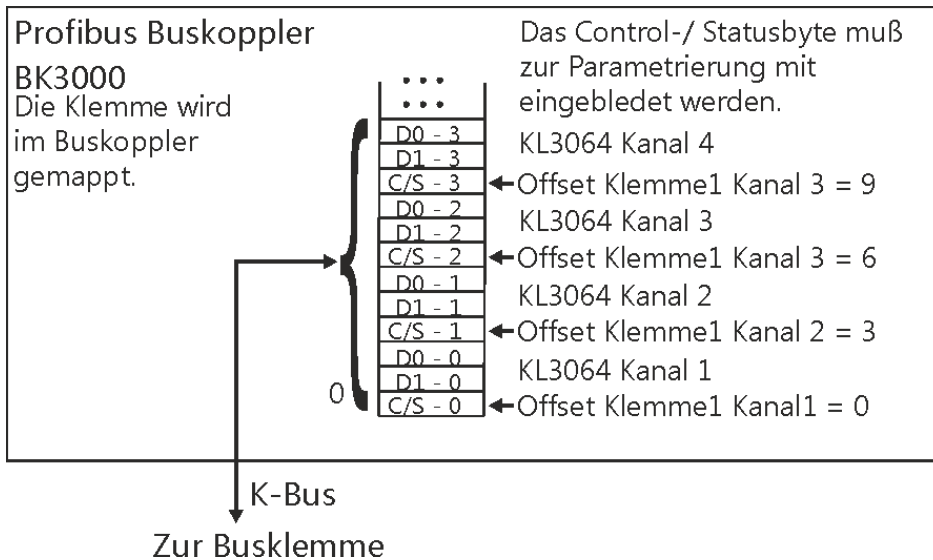 Profibus Buskoppler
BK3000
Die Klemme wird
im Buskoppler
gemappt.
Das Control-/ Statusbyte muß
zur Parametrierung mit
eingebledet werden.
D0 - 3
D1 - 3
C/S - 3
D0 - 2
D1 - 2
C/S - 2
D0 - 1
D1 - 1
C/S - 1
D0 - 0
D1 - 0
C/S - 0
0
KL3064 Kanal 4
Offset Klemme1 Kanal 3 = 9
KL3064 Kanal 3
Offset Klemme1 Kanal 3 = 6
KL3064 Kanal 2
Offset Klemme1 Kanal 2 = 3
KL3064 Kanal 1
Offset Klemme1 Kanal1 = 0
K-Bus
Zur Busklemme